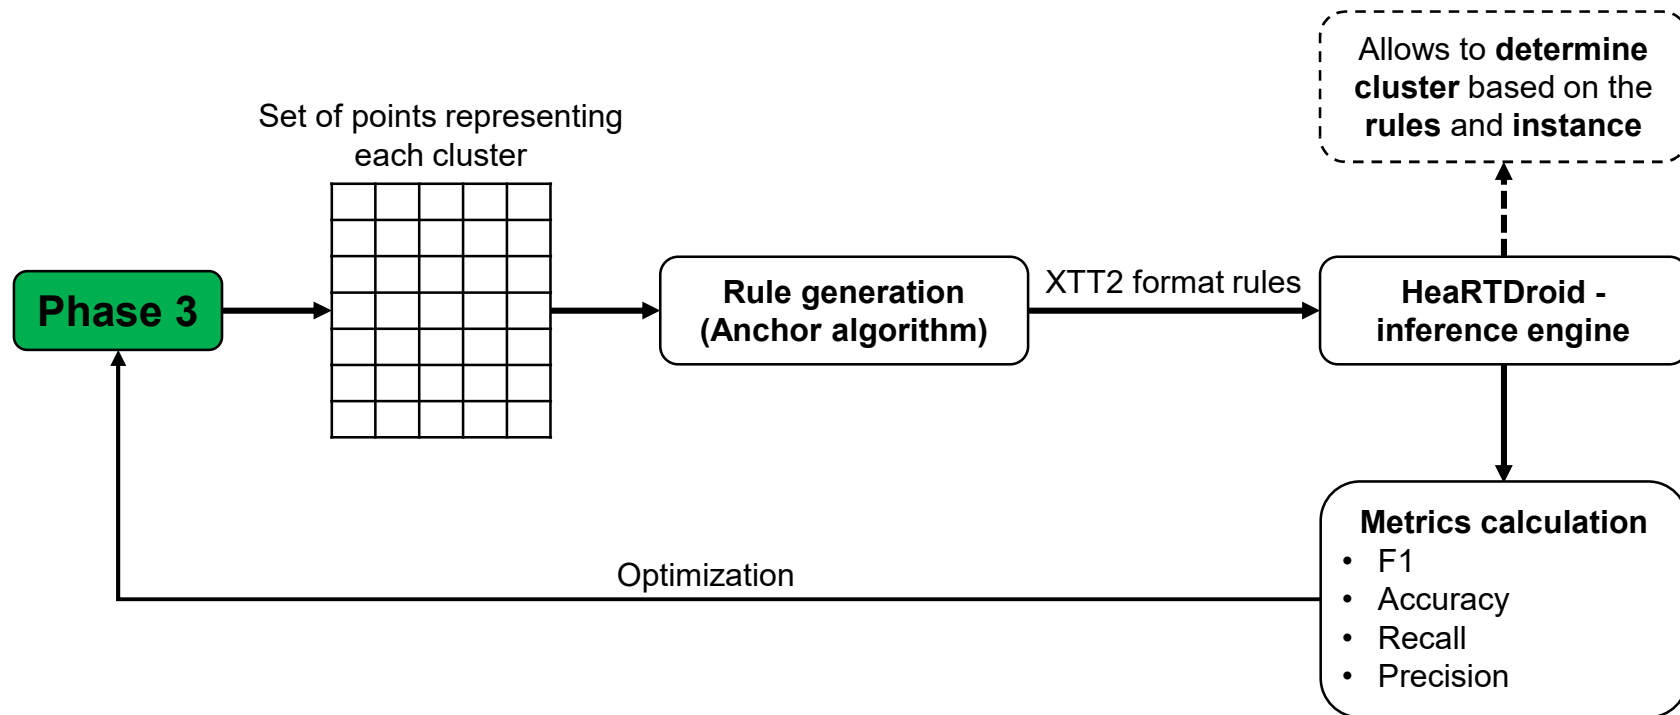 Allows to determine
cluster based on the
rules and instance
Set of points representing
each cluster
Phase 3
Rule generation
(Anchor algorithm)
XTT2 format rules
HeaRTDroid -
inference engine
Metrics calculation
• F1
• Accuracy
• Recall
• Precision
Optimization